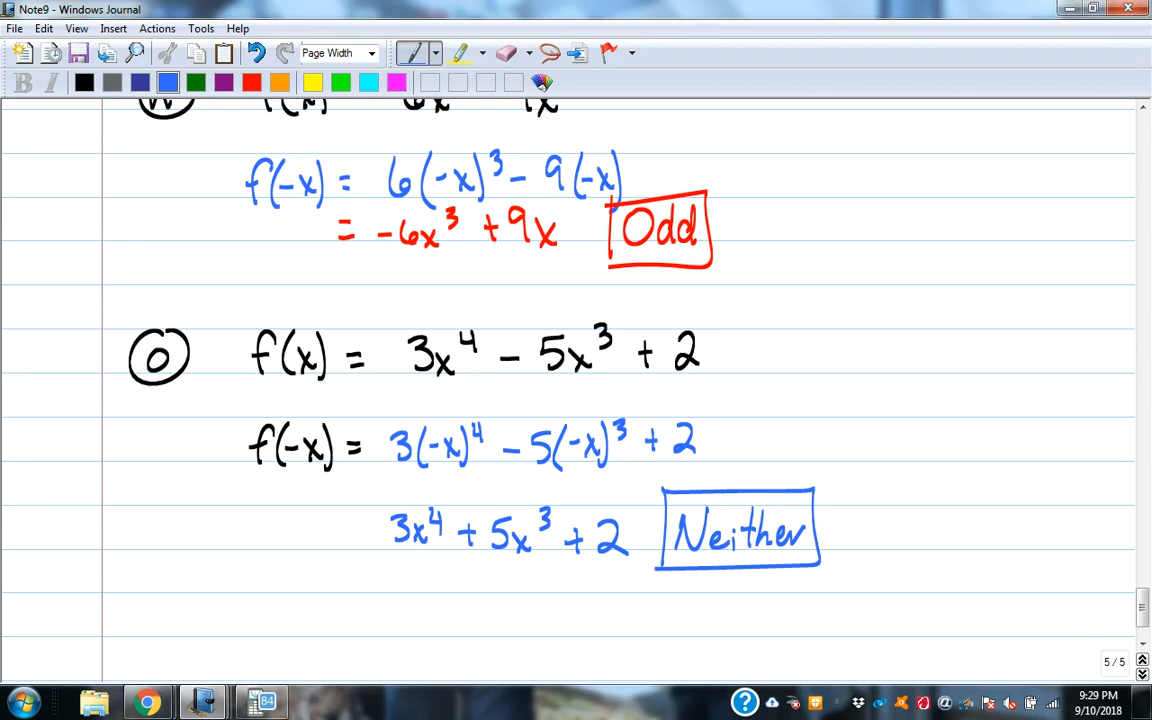 Note9 - Windows Journal
File Edit View Insert Actions Tools Help
Page Width
B I
f(-x) = 6(-x)³ - 9(-x)
= -6x³ + 9x Odd
O f(x) = 3x⁴ - 5x³ + 2
f(-x) = 3(-x)⁴ - 5(-x)³ + 2
3x⁴ + 5x³ + 2 Neither
5 / 5
84
9:29 PM
9/10/2018